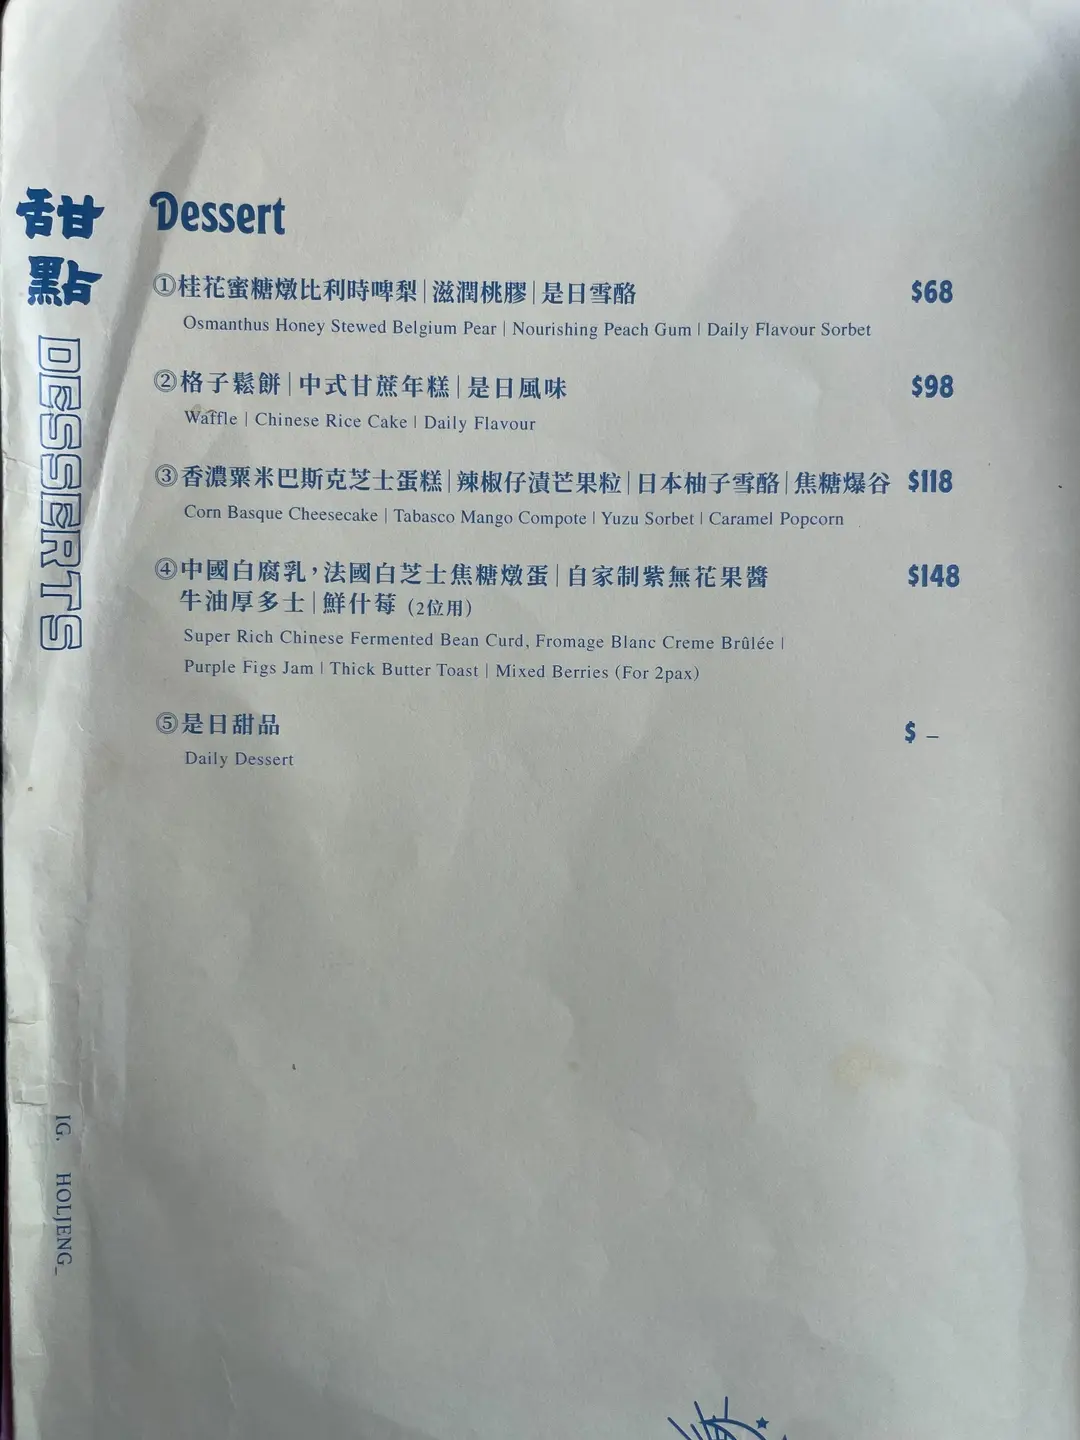 甜點
DESSERTS
Dessert
①桂花蜜糖燉比利時啤梨|滋潤桃膠|是日雪酪 $68
Osmanthus Honey Stewed Belgium Pear | Nourishing Peach Gum | Daily Flavour Sorbet
②格子鬆餅|中式甘蔗年糕|是日風味 $98
Waffle | Chinese Rice Cake | Daily Flavour
③香濃粟米巴斯克芝士蛋糕|辣椒仔漬芒果粒|日本柚子雪酪|焦糖爆谷 $118
Corn Basque Cheesecake | Tabasco Mango Compote | Yuzu Sorbet | Caramel Popcorn
④中國白腐乳，法國白芝士焦糖燉蛋|自家制紫無花果醬 $148
牛油厚多士|鮮什莓 (2位用)
Super Rich Chinese Fermented Bean Curd, Fromage Blanc Creme Brûlée |
Purple Figs Jam | Thick Butter Toast | Mixed Berries (For 2pax)
⑤是日甜品 $ –
Daily Dessert
IG. HOLJENG_